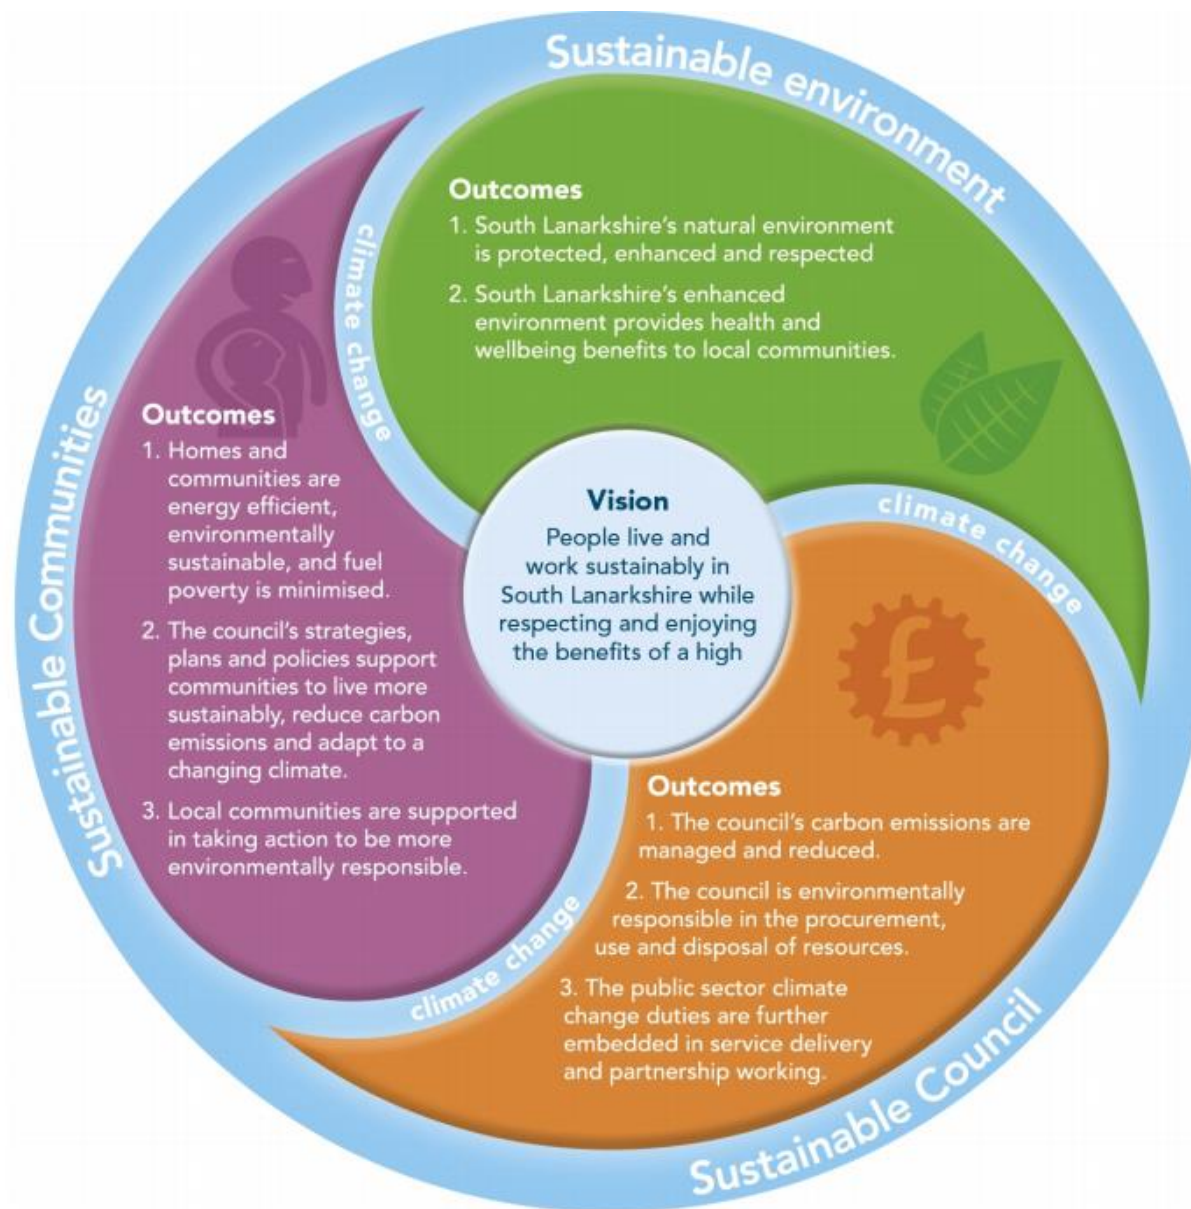 Sustainable environment
Outcomes
1. South Lanarkshire’s natural environment
is protected, enhanced and respected
2. South Lanarkshire’s enhanced
environment provides health and
wellbeing benefits to local communities.
climate change
Sustainable Communities
Outcomes
1. Homes and
communities are
energy efficient,
environmentally
sustainable, and fuel
poverty is minimised.
2. The council’s strategies,
plans and policies support
communities to live more
sustainably, reduce carbon
emissions and adapt to a
changing climate.
3. Local communities are supported
in taking action to be more
environmentally responsible.
Vision
People live and
work sustainably in
South Lanarkshire while
respecting and enjoying
the benefits of a high
climate change
£
Outcomes
1. The council’s carbon emissions are
managed and reduced.
2. The council is environmentally
responsible in the procurement,
use and disposal of resources.
3. The public sector climate
change duties are further
embedded in service delivery
and partnership working.
climate change
Sustainable Council